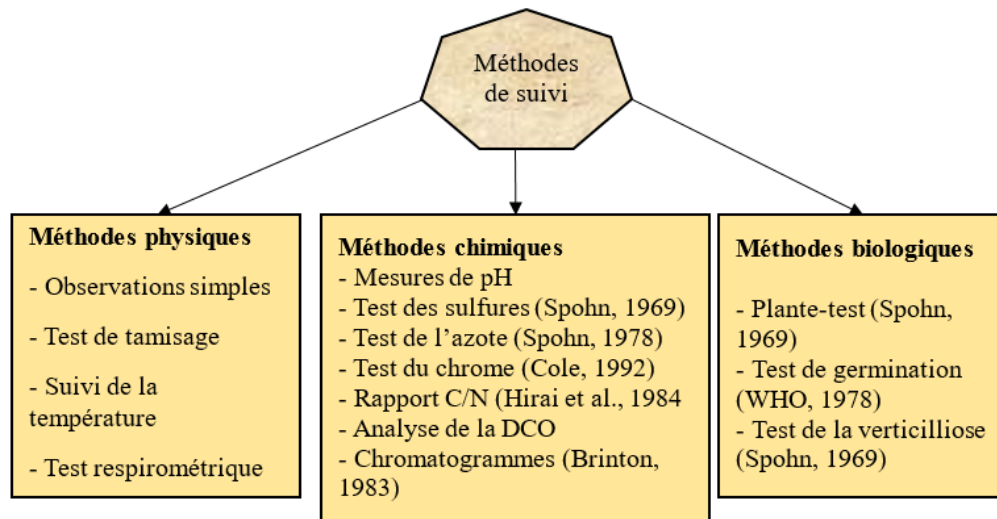 Méthodes
de suivi
Méthodes physiques
- Observations simples
- Test de tamisage
- Suivi de la
température
- Test respirométrique
Méthodes chimiques
- Mesures de pH
- Test des sulfures (Spohn, 1969)
- Test de l’azote (Spohn, 1978)
- Test du chrome (Cole, 1992)
- Rapport C/N (Hirai et al., 1984
- Analyse de la DCO
- Chromatogrammes (Brinton,
1983)
Méthodes biologiques
- Plante-test (Spohn,
1969)
- Test de germination
(WHO, 1978)
- Test de la verticilliose
(Spohn, 1969)